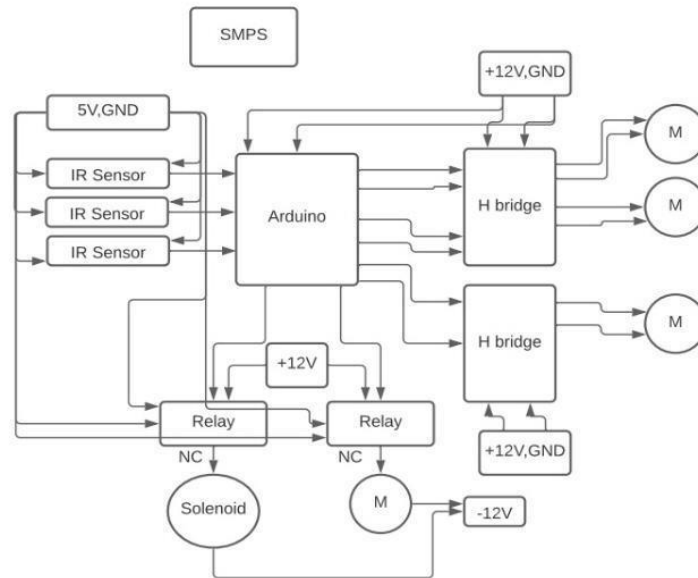 SMPS
+12V,GND
5V,GND
M
IR Sensor
Arduino
H bridge
IR Sensor
M
IR Sensor
M
H bridge
+12V
Relay
Relay
NC
NC
+12V,GND
Solenoid
M
-12V